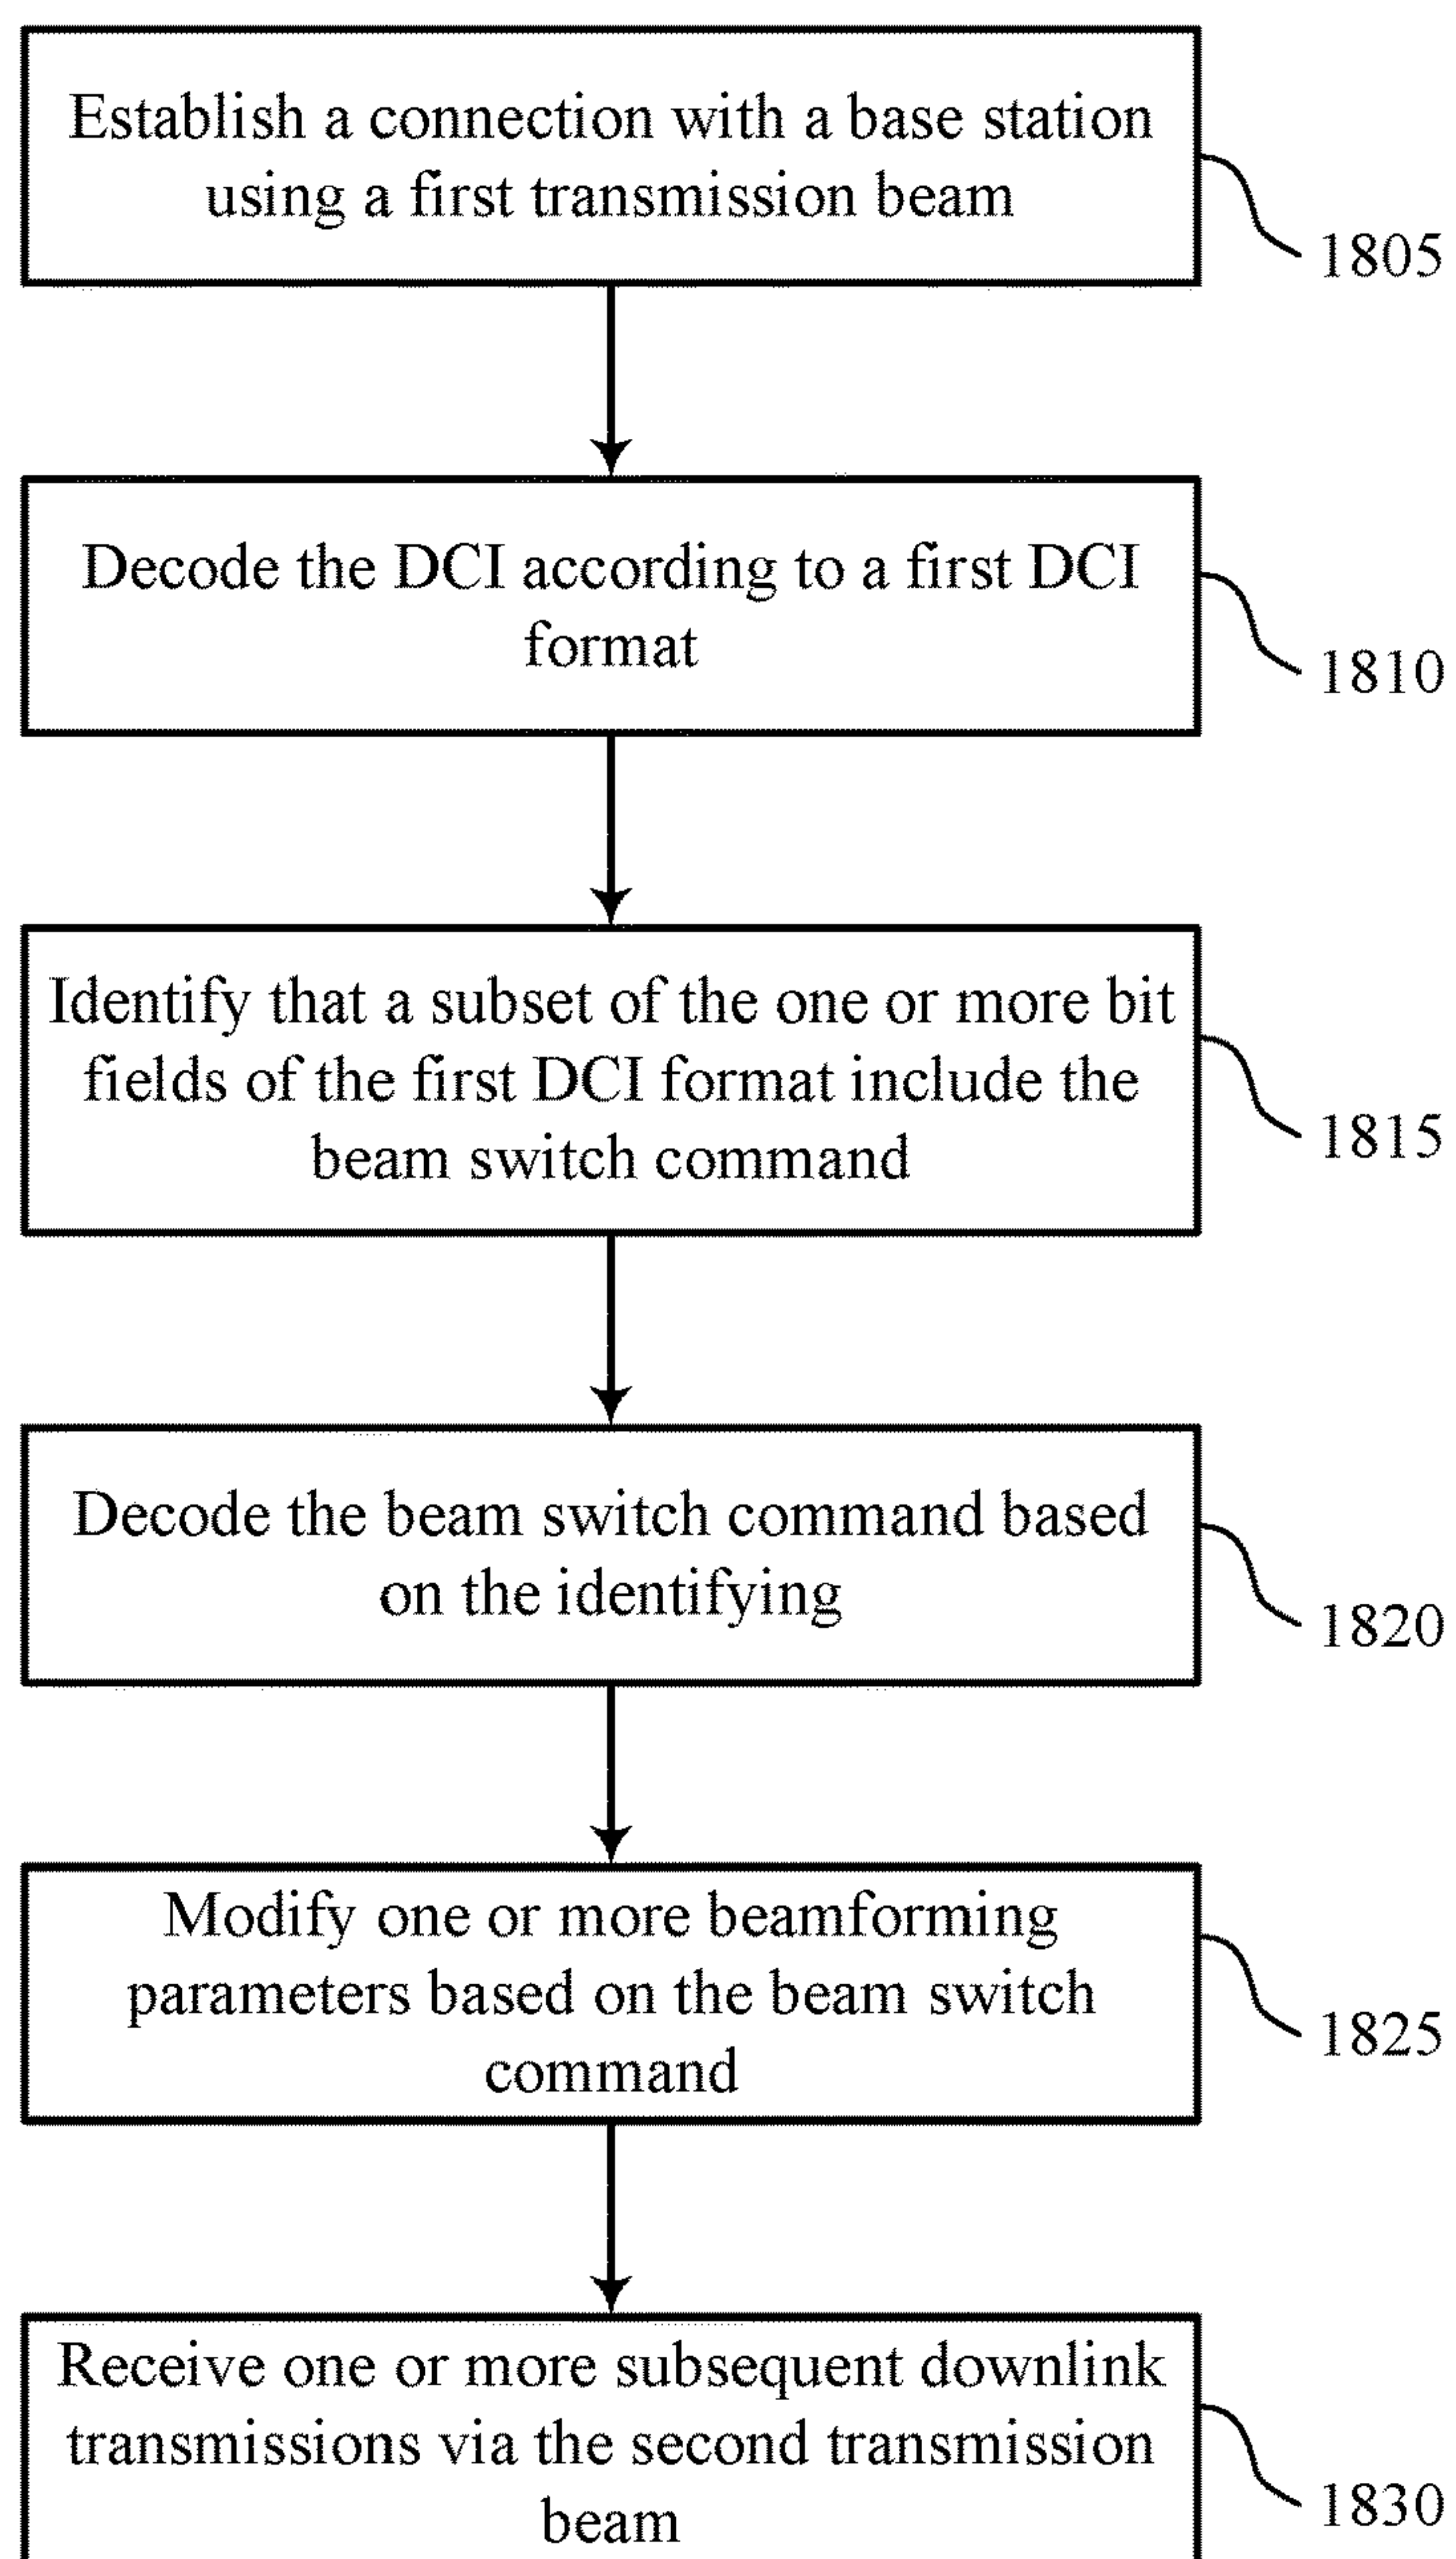 Establish a connection with a base station
using a first transmission beam
1805
Decode the DCI according to a first DCI
format
1810
Identify that a subset of the one or more bit
fields of the first DCI format include the
beam switch command
1815
Decode the beam switch command based
on the identifying
1820
Modify one or more beamforming
parameters based on the beam switch
command
1825
Receive one or more subsequent downlink
transmissions via the second transmission
beam
1830